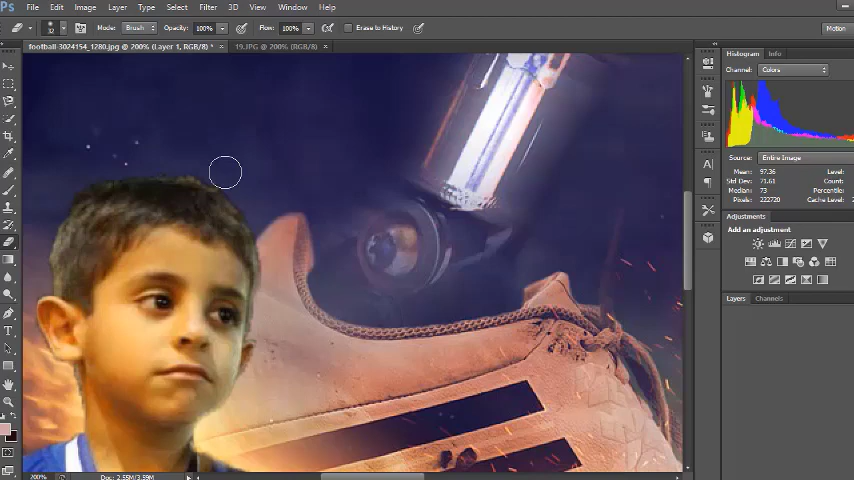 Ps File Edit Image Layer Type Select Filter 3D View Window Help
32 Mode: Brush Opacity: 100% Flow: 100% Erase to History Motion
football-3024154_1280.jpg @ 200% (Layer 1, RGB/8) * × 19.JPG @ 200% (RGB/8) ×
Histogram Info
Channel: Colors
Source: Entire Image
Mean: 97.36 Level:
Std Dev: 71.61 Count:
Median: 73 Percentile:
Pixels: 222720 Cache Level:
Adjustments
Add an adjustment
Layers Channels
200% Doc: 2.55M/3.59M